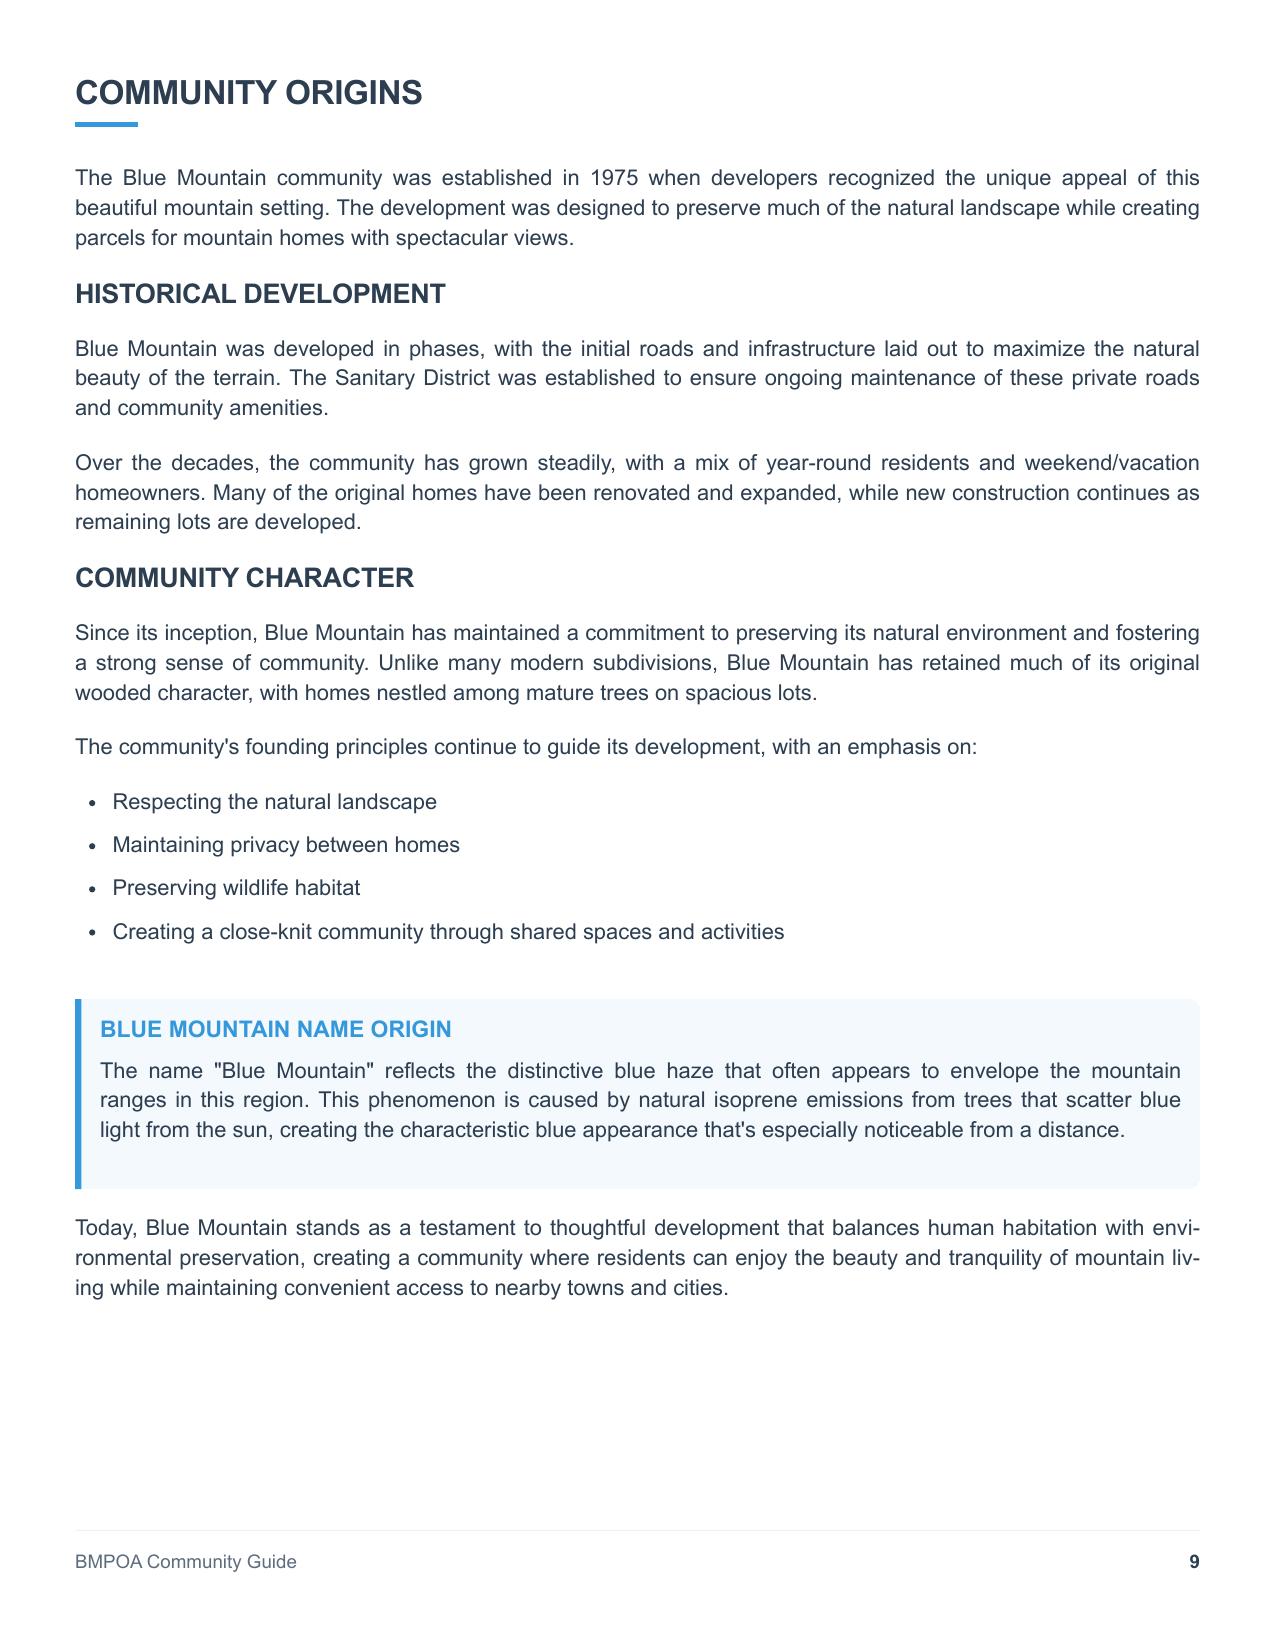 COMMUNITY ORIGINS
The Blue Mountain community was established in 1975 when developers recognized the unique appeal of this
beautiful mountain setting. The development was designed to preserve much of the natural landscape while creating
parcels for mountain homes with spectacular views.
HISTORICAL DEVELOPMENT
Blue Mountain was developed in phases, with the initial roads and infrastructure laid out to maximize the natural
beauty of the terrain. The Sanitary District was established to ensure ongoing maintenance of these private roads
and community amenities.
Over the decades, the community has grown steadily, with a mix of year-round residents and weekend/vacation
homeowners. Many of the original homes have been renovated and expanded, while new construction continues as
remaining lots are developed.
COMMUNITY CHARACTER
Since its inception, Blue Mountain has maintained a commitment to preserving its natural environment and fostering
a strong sense of community. Unlike many modern subdivisions, Blue Mountain has retained much of its original
wooded character, with homes nestled among mature trees on spacious lots.
The community's founding principles continue to guide its development, with an emphasis on:
• Respecting the natural landscape
• Maintaining privacy between homes
• Preserving wildlife habitat
• Creating a close-knit community through shared spaces and activities
BLUE MOUNTAIN NAME ORIGIN
The name "Blue Mountain" reflects the distinctive blue haze that often appears to envelope the mountain
ranges in this region. This phenomenon is caused by natural isoprene emissions from trees that scatter blue
light from the sun, creating the characteristic blue appearance that's especially noticeable from a distance.
Today, Blue Mountain stands as a testament to thoughtful development that balances human habitation with envi-
ronmental preservation, creating a community where residents can enjoy the beauty and tranquility of mountain liv-
ing while maintaining convenient access to nearby towns and cities.
BMPOA Community Guide
9